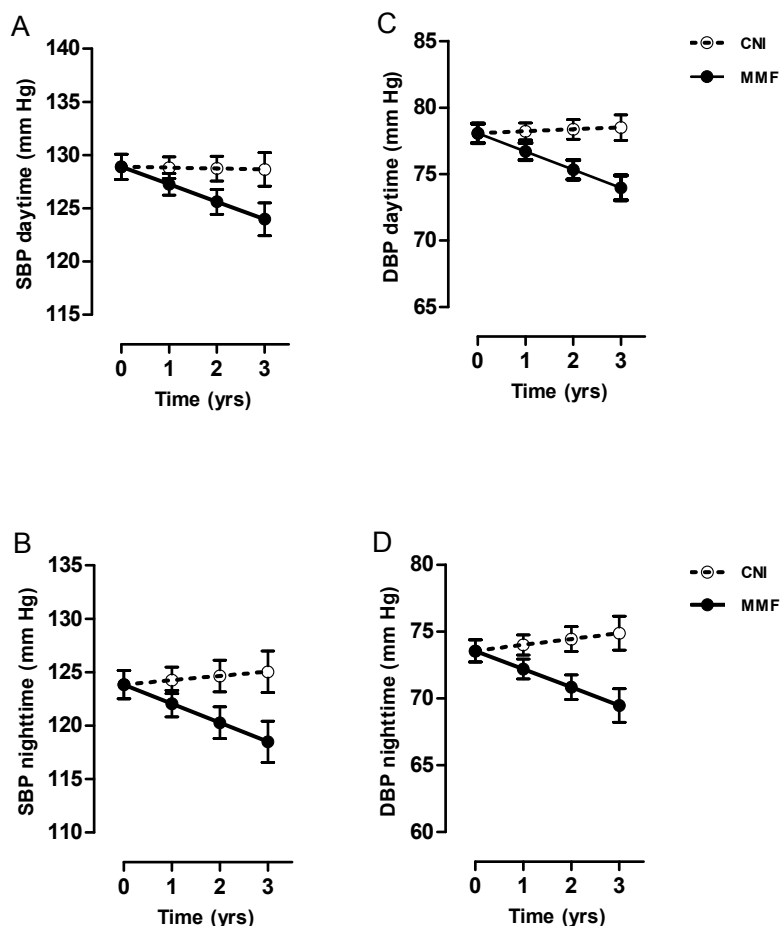 A
SBP daytime (mm Hg)
140
135
130
125
120
115
0 1 2 3
Time (yrs)
C
DBP daytime (mm Hg)
85
80
75
70
65
0 1 2 3
Time (yrs)
CNI
MMF
B
SBP nighttime (mm Hg)
135
130
125
120
115
110
0 1 2 3
Time (yrs)
D
DBP nighttime (mm Hg)
80
75
70
65
60
0 1 2 3
Time (yrs)
CNI
MMF